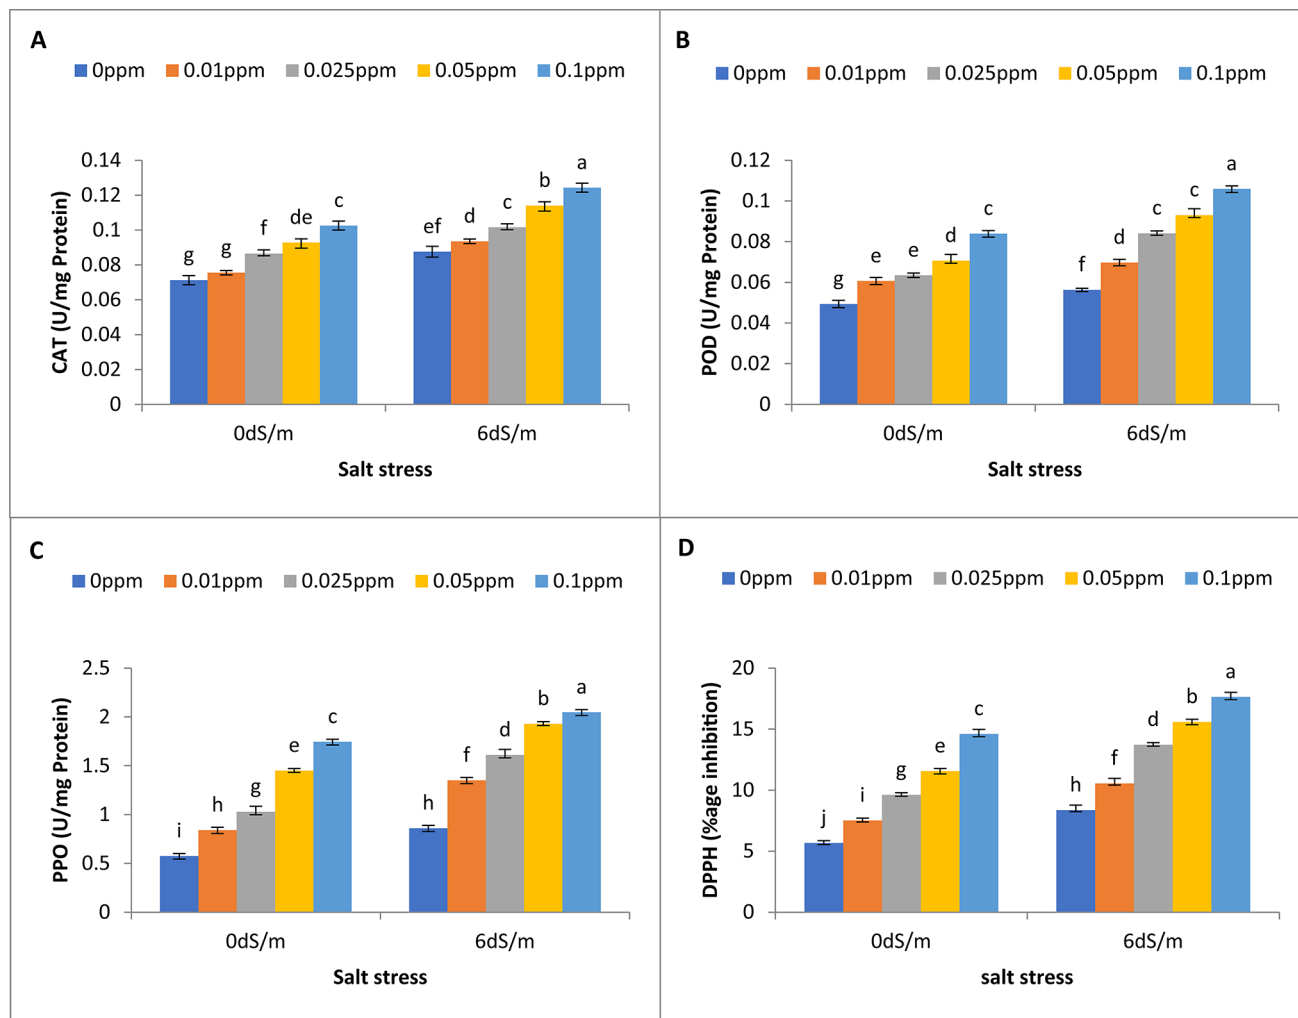 A
0ppm 0.01ppm 0.025ppm 0.05ppm 0.1ppm
CAT (U/mg Protein)
0.14
0.12
0.1
0.08
0.06
0.04
0.02
0
g g f de c ef d c b a
0dS/m 6dS/m
Salt stress
B
0ppm 0.01ppm 0.025ppm 0.05ppm 0.1ppm
POD (U/mg Protein)
0.12
0.1
0.08
0.06
0.04
0.02
0
g e e d c f d c c a
0dS/m 6dS/m
Salt stress
C
0ppm 0.01ppm 0.025ppm 0.05ppm 0.1ppm
PPO (U/mg Protein)
2.5
2
1.5
1
0.5
0
i h g e c h f d b a
0dS/m 6dS/m
Salt stress
D
0ppm 0.01ppm 0.025ppm 0.05ppm 0.1ppm
DPPH (%age inhibition)
20
15
10
5
0
j i g e c h f d b a
0dS/m 6dS/m
salt stress